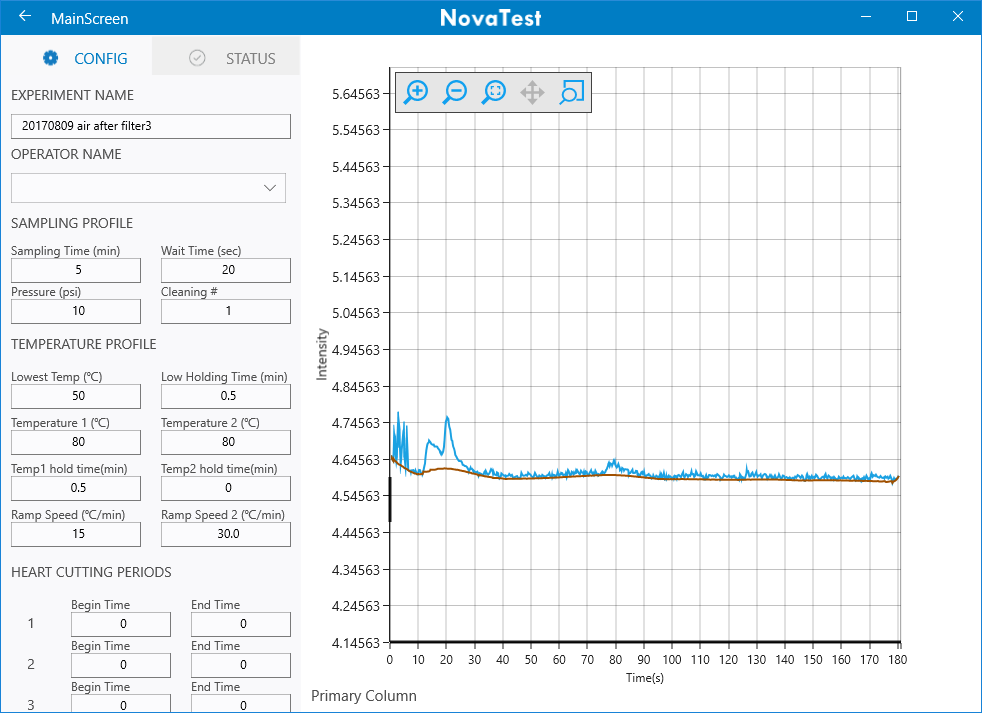 MainScreen
NovaTest
CONFIG
STATUS
EXPERIMENT NAME
20170809 air after filter3
OPERATOR NAME
SAMPLING PROFILE
Sampling Time (min) Wait Time (sec)
5 20
Pressure (psi) Cleaning #
10 1
TEMPERATURE PROFILE
Lowest Temp (℃) Low Holding Time (min)
50 0.5
Temperature 1 (℃) Temperature 2 (℃)
80 80
Temp1 hold time(min) Temp2 hold time(min)
0.5 0
Ramp Speed (℃/min) Ramp Speed 2 (℃/min)
15 30.0
HEART CUTTING PERIODS
Begin Time End Time
1 0 0
Begin Time End Time
2 0 0
Begin Time End Time
3 0 0
Intensity
5.64563
5.54563
5.44563
5.34563
5.24563
5.14563
5.04563
4.94563
4.84563
4.74563
4.64563
4.54563
4.44563
4.34563
4.24563
4.14563
0 10 20 30 40 50 60 70 80 90 100 110 120 130 140 150 160 170 180
Time(s)
Primary Column